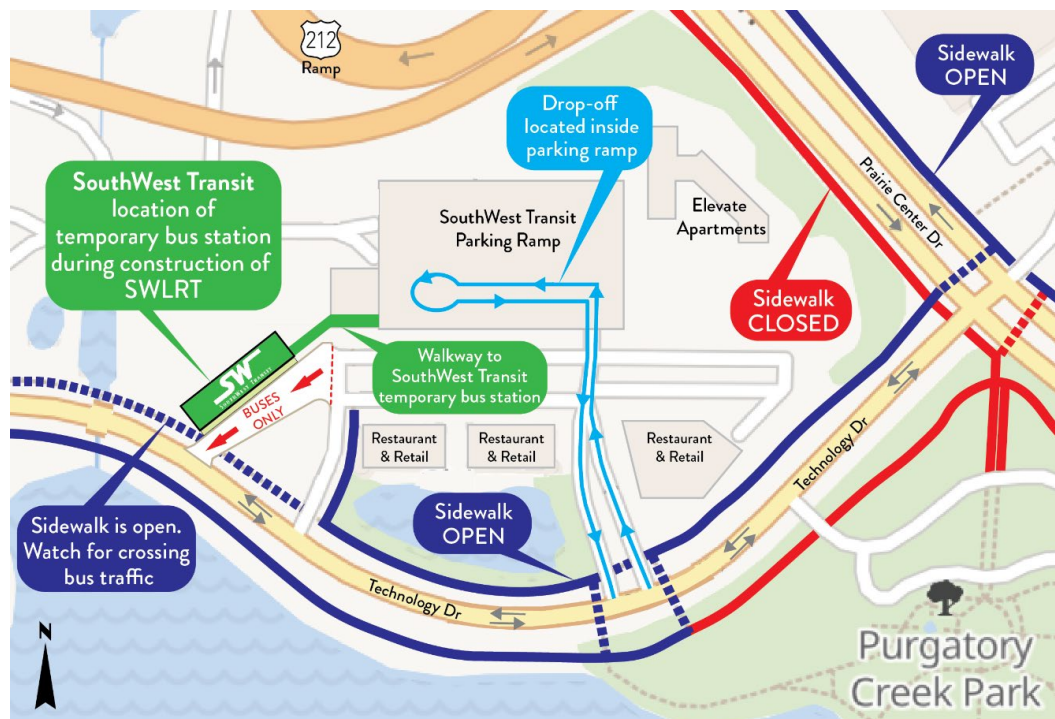 212
Ramp
Sidewalk
OPEN
Drop-off
located inside
parking ramp
SouthWest Transit
location of
temporary bus station
during construction of
SWLRT
SouthWest Transit
Parking Ramp
Elevate
Apartments
Prairie Center Dr
Sidewalk
CLOSED
SW
SOUTHWEST TRANSIT
BUSES
ONLY
Walkway to
SouthWest Transit
temporary bus station
Restaurant
& Retail
Restaurant
& Retail
Restaurant
& Retail
Technology Dr
Sidewalk is open.
Watch for crossing
bus traffic
Sidewalk
OPEN
Technology Dr
N
Purgatory
Creek Park